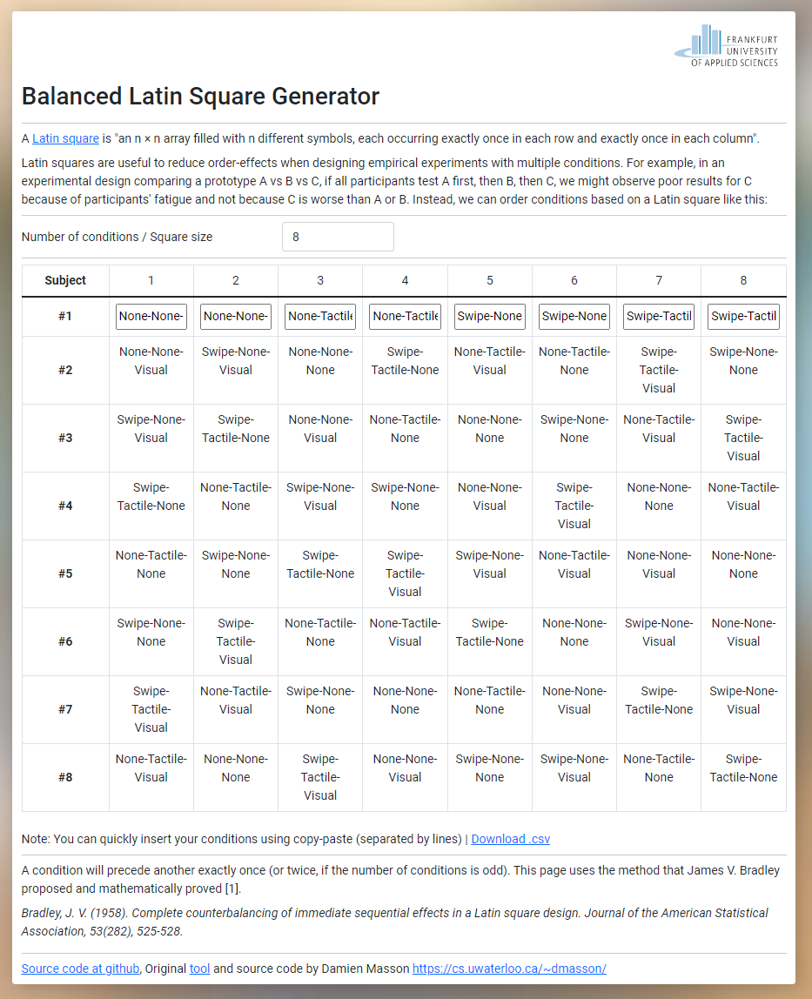 FRANKFURT
UNIVERSITY
OF APPLIED SCIENCES
Balanced Latin Square Generator
A Latin square is "an n × n array filled with n different symbols, each occurring exactly once in each row and exactly once in each column".
Latin squares are useful to reduce order-effects when designing empirical experiments with multiple conditions. For example, in an
experimental design comparing a prototype A vs B vs C, if all participants test A first, then B, then C, we might observe poor results for C
because of participants' fatigue and not because C is worse than A or B. Instead, we can order conditions based on a Latin square like this:
Number of conditions / Square size 8
Subject 1 2 3 4 5 6 7 8
#1 None-None- None-None- None-Tactile None-Tactile Swipe-None Swipe-None Swipe-Tactil Swipe-Tactil
#2 None-None-Visual Swipe-None-Visual None-None-None Swipe-Tactile-None None-Tactile-Visual None-Tactile-None Swipe-Tactile-Visual Swipe-None-None
#3 Swipe-None-Visual Swipe-Tactile-None None-None-Visual None-Tactile-None None-None-None Swipe-None-None None-Tactile-Visual Swipe-Tactile-Visual
#4 Swipe-Tactile-None None-Tactile-None Swipe-None-Visual Swipe-None-None None-None-Visual Swipe-Tactile-Visual None-None-None None-Tactile-Visual
#5 None-Tactile-None Swipe-None-None Swipe-Tactile-None Swipe-Tactile-Visual Swipe-None-Visual None-Tactile-Visual None-None-Visual None-None-None
#6 Swipe-None-None Swipe-Tactile-Visual None-Tactile-None None-Tactile-Visual Swipe-Tactile-None None-None-None Swipe-None-Visual None-None-Visual
#7 Swipe-Tactile-Visual None-Tactile-Visual Swipe-None-None None-None-None None-Tactile-None None-None-Visual Swipe-Tactile-None Swipe-None-Visual
#8 None-Tactile-Visual None-None-None Swipe-Tactile-Visual None-None-Visual Swipe-None-None Swipe-None-Visual None-Tactile-None Swipe-Tactile-None
Note: You can quickly insert your conditions using copy-paste (separated by lines) | Download .csv
A condition will precede another exactly once (or twice, if the number of conditions is odd). This page uses the method that James V. Bradley
proposed and mathematically proved [1].
Bradley, J. V. (1958). Complete counterbalancing of immediate sequential effects in a Latin square design. Journal of the American Statistical
Association, 53(282), 525-528.
Source code at github, Original tool and source code by Damien Masson https://cs.uwaterloo.ca/~dmasson/